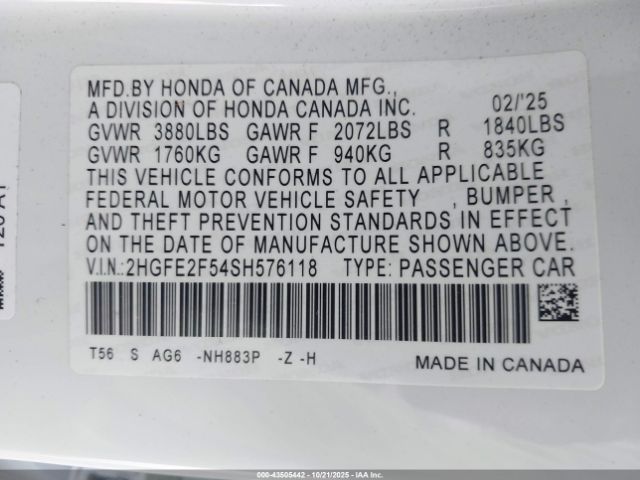 MFD.BY HONDA OF CANADA MFG.,
A DIVISION OF HONDA CANADA INC. 02/'25
GVWR 3880LBS GAWR F 2072LBS R 1840LBS
GVWR 1760KG GAWR F 940KG R 835KG
THIS VEHICLE CONFORMS TO ALL APPLICABLE
FEDERAL MOTOR VEHICLE SAFETY , BUMPER ,
AND THEFT PREVENTION STANDARDS IN EFFECT
ON THE DATE OF MANUFACTURE SHOWN ABOVE.
V.I.N.:2HGFE2F54SH576118 TYPE: PASSENGER CAR
T56 S AG6 -NH883P -Z -H
MADE IN CANADA
000-43505442 - 10/21/2025 - IAAI.com